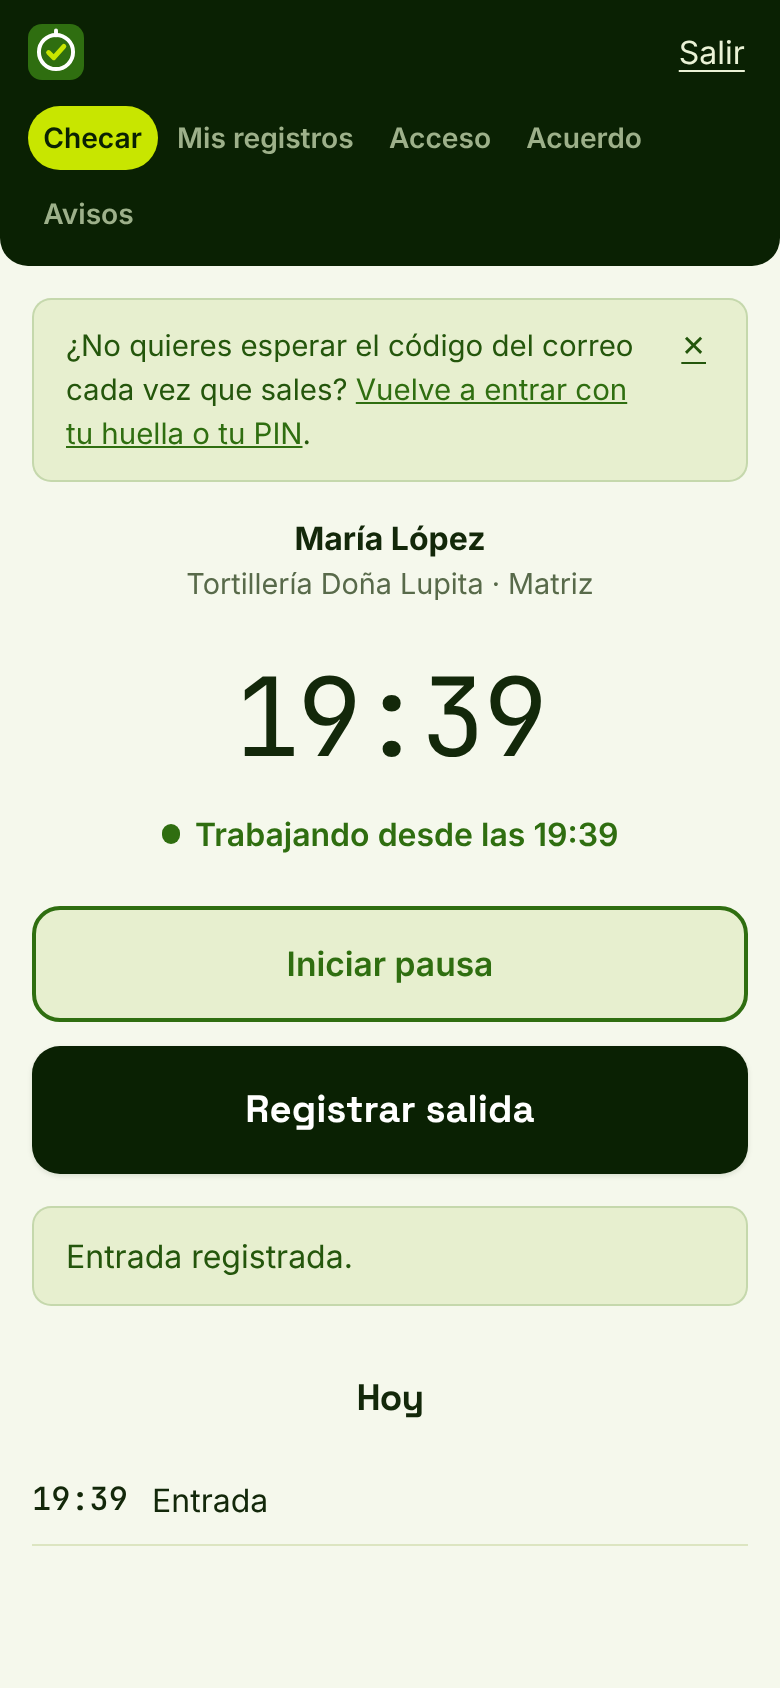 Salir
Checar
Mis registros
Acceso
Acuerdo
Avisos
¿No quieres esperar el código del correo
cada vez que sales? Vuelve a entrar con
tu huella o tu PIN.
✕
María López
Tortillería Doña Lupita · Matriz
19:39
Trabajando desde las 19:39
Iniciar pausa
Registrar salida
Entrada registrada.
Hoy
19:39 Entrada